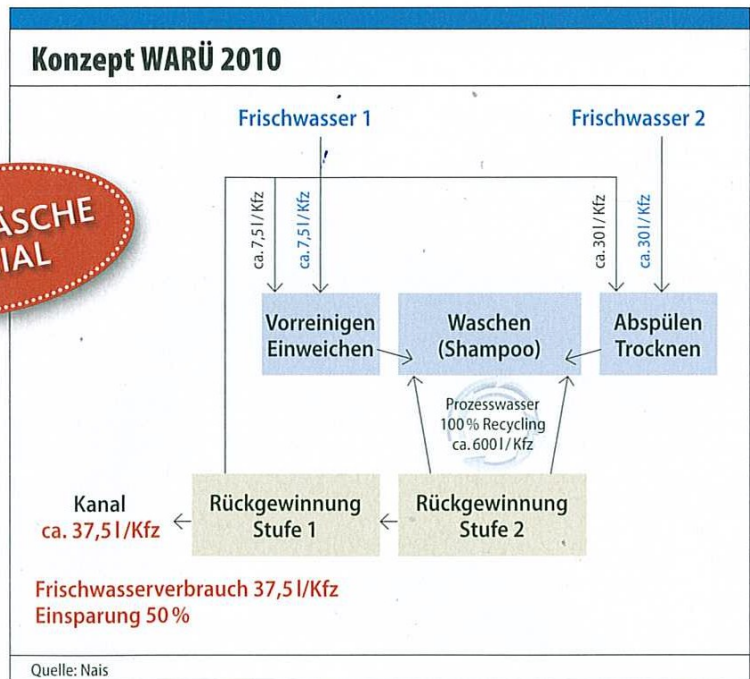 Konzept WARÜ 2010
Frischwasser 1
Frischwasser 2
ca. 7,5 l/Kfz
ca. 7,5 l/Kfz
ca. 30 l/Kfz
ca. 30 l/Kfz
ÄSCHE
IAL
Vorreinigen
Einweichen
Waschen
(Shampoo)
Abspülen
Trocknen
Prozesswasser
100 % Recycling
ca. 600 l/Kfz
Kanal
ca. 37,5 l/Kfz
Rückgewinnung
Stufe 1
Rückgewinnung
Stufe 2
Frischwasserverbrauch 37,5 l/Kfz
Einsparung 50 %
Quelle: Nais